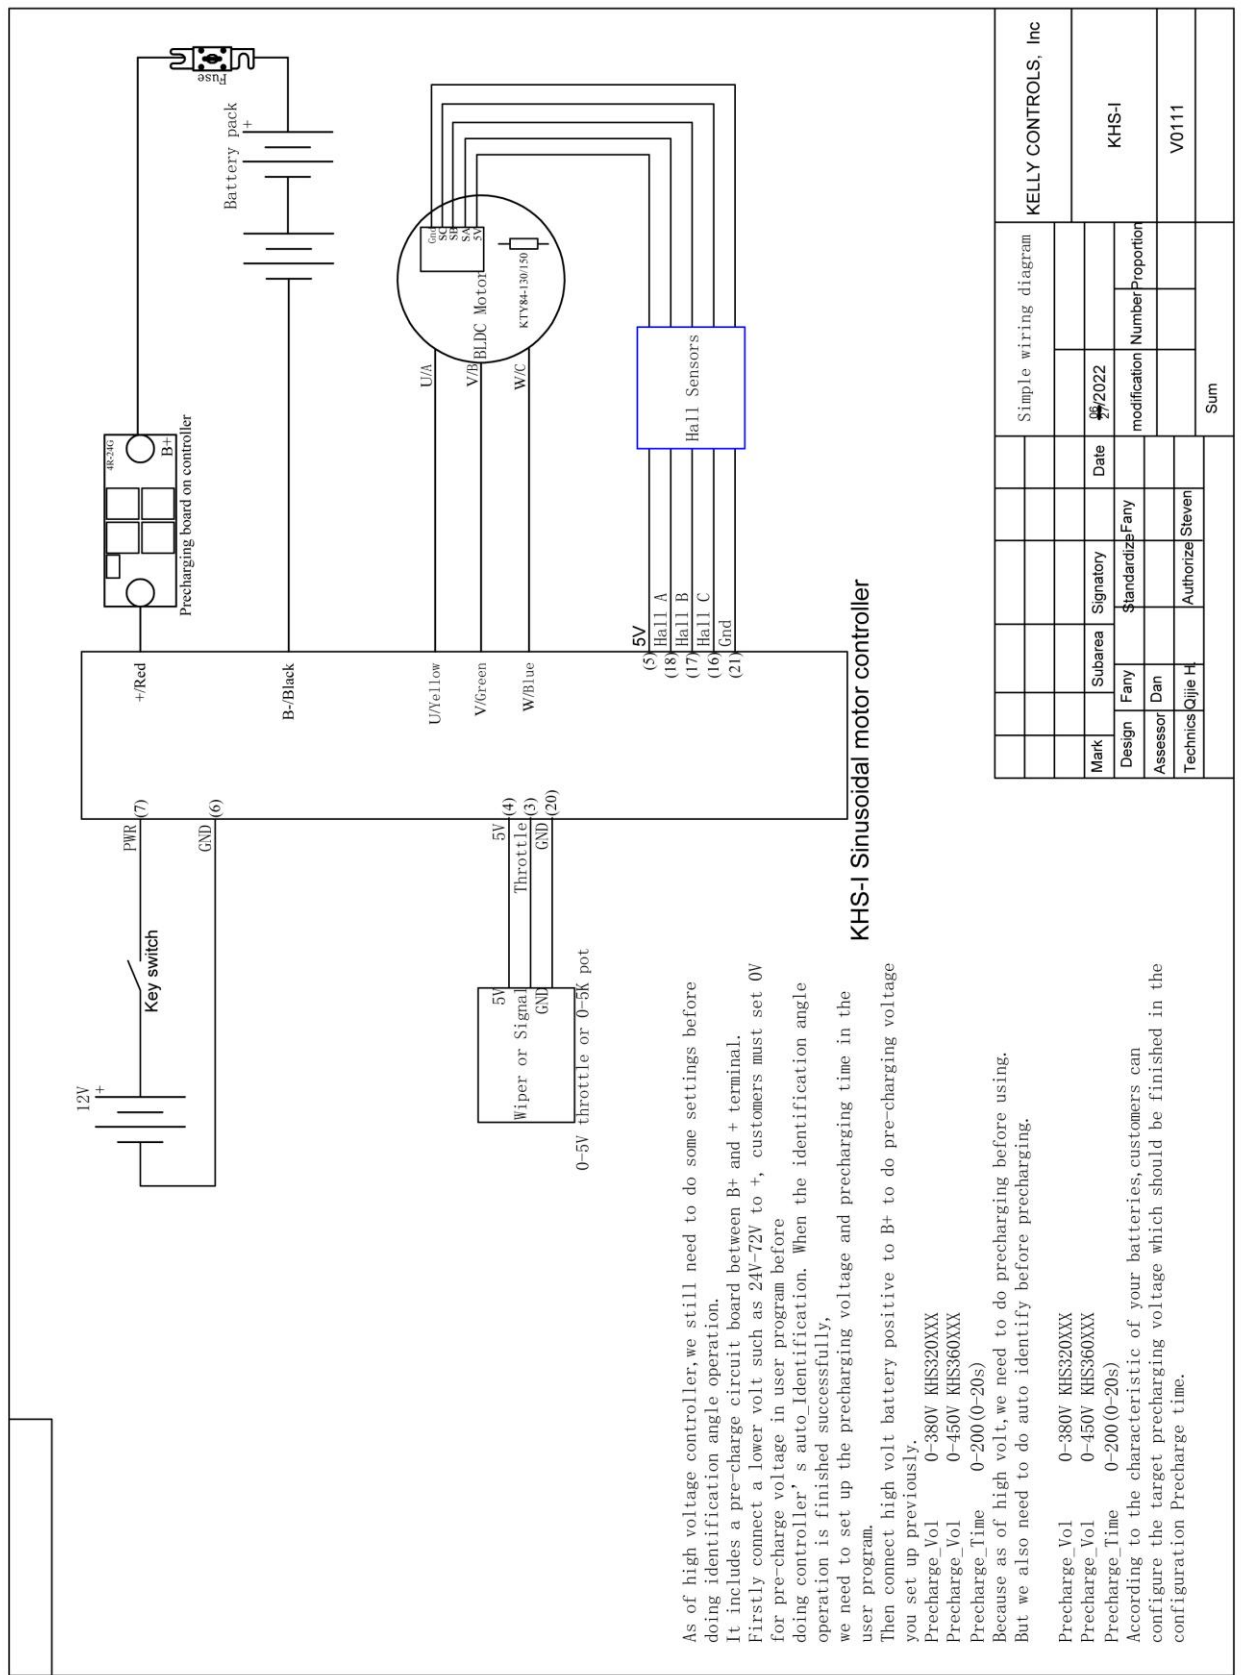 12V
+
Key switch
PWR
(7)
GND
(6)
+/Red
B-/Black
4R-24G
B+
Precharging board on controller
Fuse
Battery pack
+
5V
Wiper or Signal
GND
0-5V throttle or 0-5K pot
5V
(4)
Throttle
(3)
GND
(20)
U/Yellow
V/Green
W/Blue
U/A
V/B
W/C
BLDC Motor
KTY84-130/150
Gnd
SC
SB
SA
5V
5V
(5)
Hall A
(18)
Hall B
(17)
Hall C
(16)
Gnd
(21)
Hall Sensors
KHS-I Sinusoidal motor controller
As of high voltage controller,we still need to do some settings before
doing identification angle operation.
It includes a pre-charge circuit board between B+ and + terminal.
Firstly connect a lower volt such as 24V-72V to +, customers must set 0V
for pre-charge voltage in user program before
doing controller' s auto_Identification. When the identification angle
operation is finished successfully,
we need to set up the precharging voltage and precharging time in the
user program.
Then connect high volt battery positive to B+ to do pre-charging voltage
you set up previously.
Precharge_Vol 0-380V KHS320XXX
Precharge_Vol 0-450V KHS360XXX
Precharge_Time 0-200(0-20s)
Because as of high volt,we need to do precharging before using.
But we also need to do auto identify before precharging.
Precharge_Vol 0-380V KHS320XXX
Precharge_Vol 0-450V KHS360XXX
Precharge_Time 0-200(0-20s)
According to the characteristic of your batteries,customers can
configure the target precharging voltage which should be finished in the
configuration Precharge time.
Simple wiring diagram
KELLY CONTROLS, Inc
Mark
Subarea
Signatory
Date
06/27/2022
KHS-I
Design
Fany
Standardize
Fany
modification
Number
Proportion
Assessor
Dan
V0111
Technics
Qijie H.
Authorize
Steven
Sum